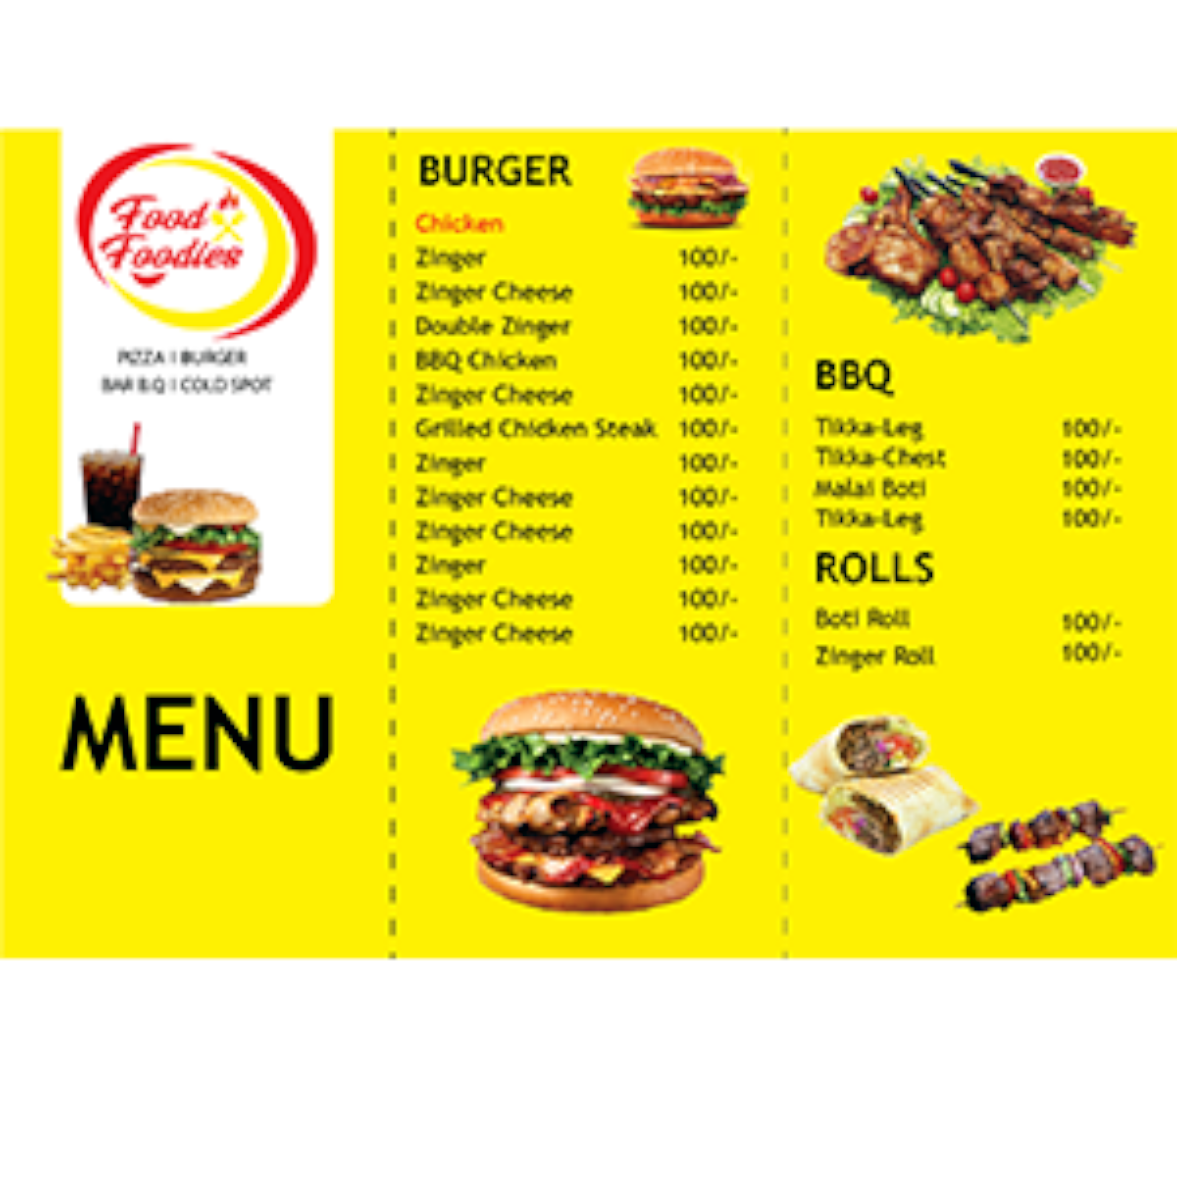 Food
Foodies
PIZZA | BURGER
BAR B.Q | COLD SPOT
MENU
BURGER
Chicken
Zinger 100/-
Zinger Cheese 100/-
Double Zinger 100/-
BBQ Chicken 100/-
Zinger Cheese 100/-
Grilled Chicken Steak 100/-
Zinger 100/-
Zinger Cheese 100/-
Zinger Cheese 100/-
Zinger 100/-
Zinger Cheese 100/-
Zinger Cheese 100/-
BBQ
Tikka-Leg 100/-
Tikka-Chest 100/-
Malai Boti 100/-
Tikka-Leg 100/-
ROLLS
Boti Roll 100/-
Zinger Roll 100/-